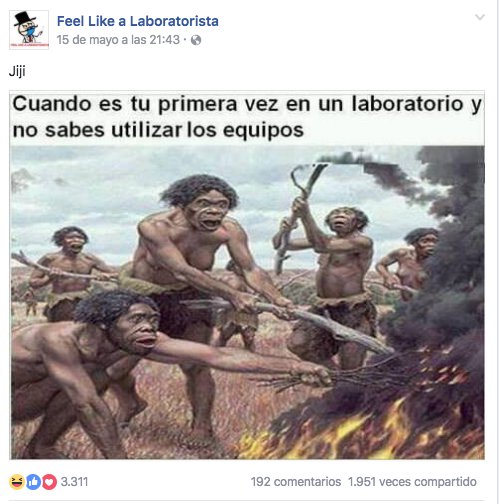 Feel Like a Laboratorista
15 de mayo a las 21:43 ·
Jiji
Cuando es tu primera vez en un laboratorio y
no sabes utilizar los equipos
3.311
192 comentarios 1.951 veces compartido